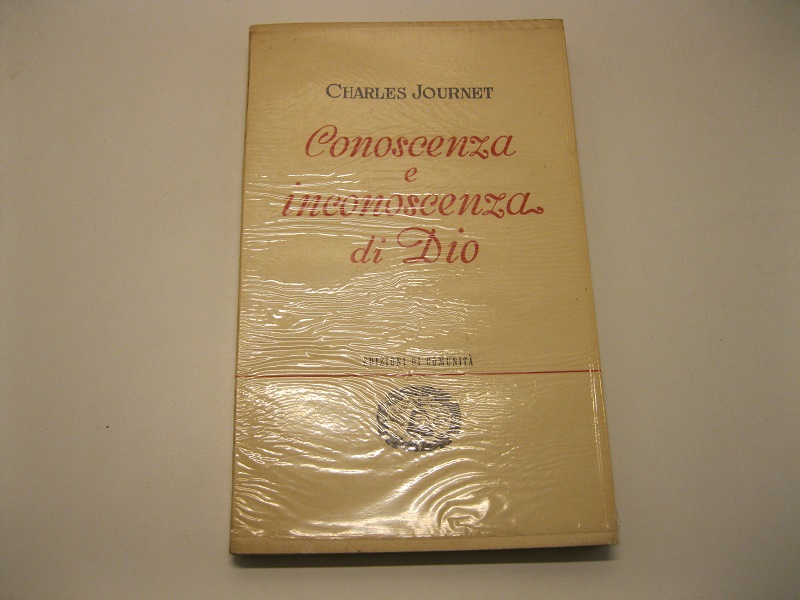 CHARLES JOURNET
Conoscenza
e
inconoscenza
di Dio
EDIZIONI DI COMUNITÀ